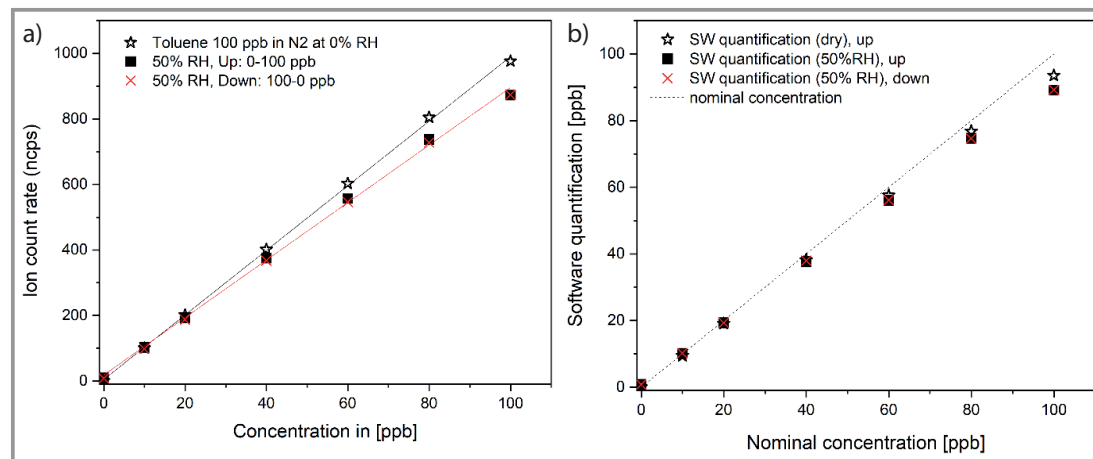 a)
Toluene 100 ppb in N2 at 0% RH
50% RH, Up: 0-100 ppb
50% RH, Down: 100-0 ppb
1000
800
600
400
200
0
Ion count rate (ncps)
0 20 40 60 80 100
Concentration in [ppb]
b)
SW quantification (dry), up
SW quantification (50%RH), up
SW quantification (50% RH), down
nominal concentration
100
80
60
40
20
0
Software quantification [ppb]
0 20 40 60 80 100
Nominal concentration [ppb]